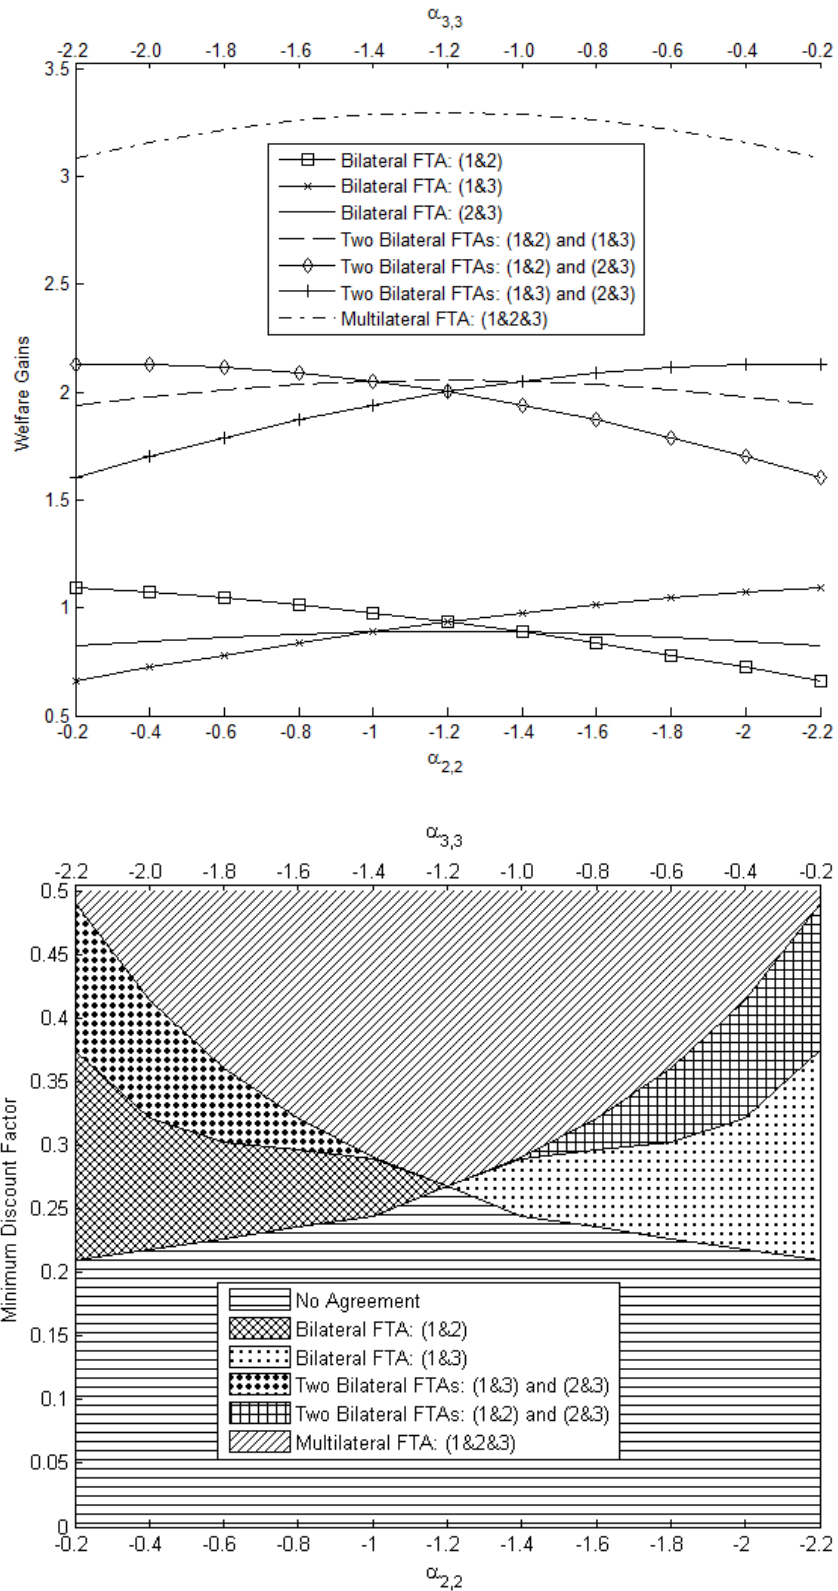 α3,3
-2.2 -2.0 -1.8 -1.6 -1.4 -1.2 -1.0 -0.8 -0.6 -0.4 -0.2
3.5
3
2.5
2
1.5
1
0.5
Welfare Gains
Bilateral FTA: (1&2)
Bilateral FTA: (1&3)
Bilateral FTA: (2&3)
Two Bilateral FTAs: (1&2) and (1&3)
Two Bilateral FTAs: (1&2) and (2&3)
Two Bilateral FTAs: (1&3) and (2&3)
Multilateral FTA: (1&2&3)
-0.2 -0.4 -0.6 -0.8 -1 -1.2 -1.4 -1.6 -1.8 -2 -2.2
α2,2
α3,3
-2.2 -2.0 -1.8 -1.6 -1.4 -1.2 -1.0 -0.8 -0.6 -0.4 -0.2
0.5
0.45
0.4
0.35
0.3
0.25
0.2
0.15
0.1
0.05
0
Minimum Discount Factor
No Agreement
Bilateral FTA: (1&2)
Bilateral FTA: (1&3)
Two Bilateral FTAs: (1&3) and (2&3)
Two Bilateral FTAs: (1&2) and (2&3)
Multilateral FTA: (1&2&3)
-0.2 -0.4 -0.6 -0.8 -1 -1.2 -1.4 -1.6 -1.8 -2 -2.2
α2,2